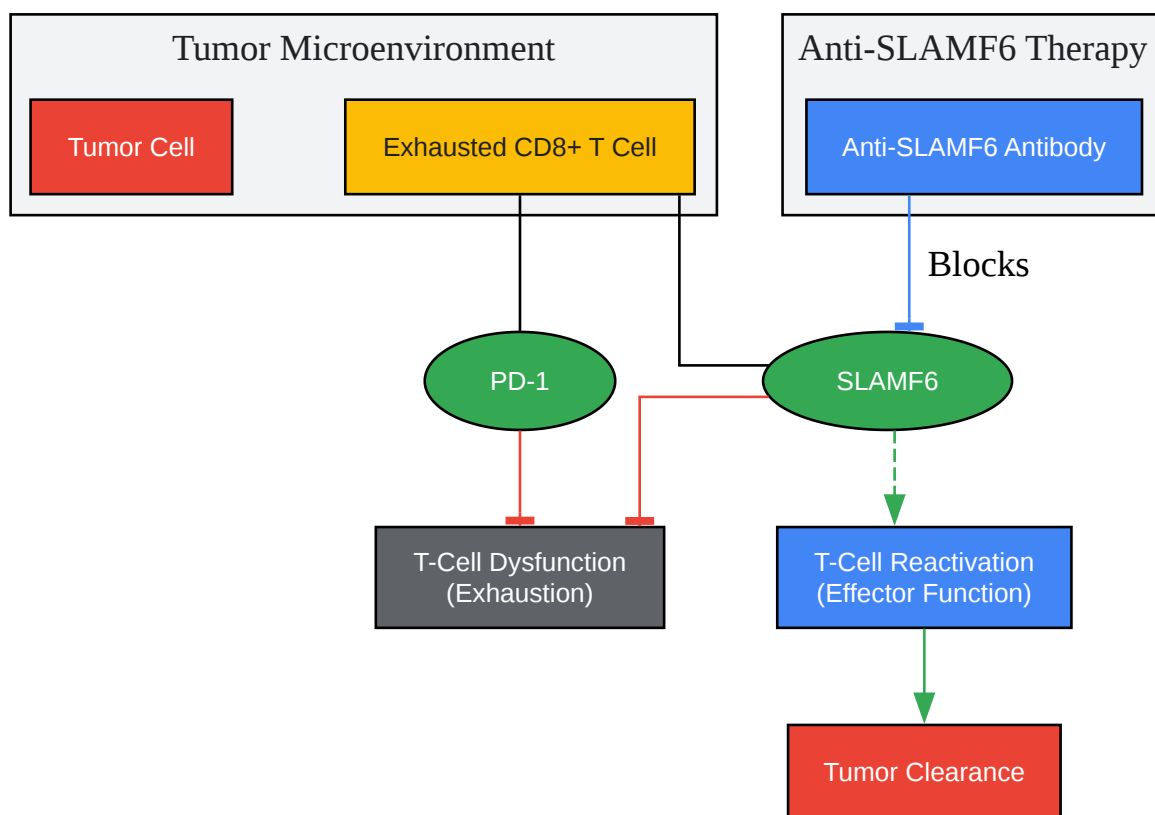 Tumor Microenvironment
Anti-SLAMF6 Therapy
Tumor Cell
Exhausted CD8+ T Cell
Anti-SLAMF6 Antibody
Blocks
PD-1
SLAMF6
T-Cell Dysfunction
(Exhaustion)
T-Cell Reactivation
(Effector Function)
Tumor Clearance